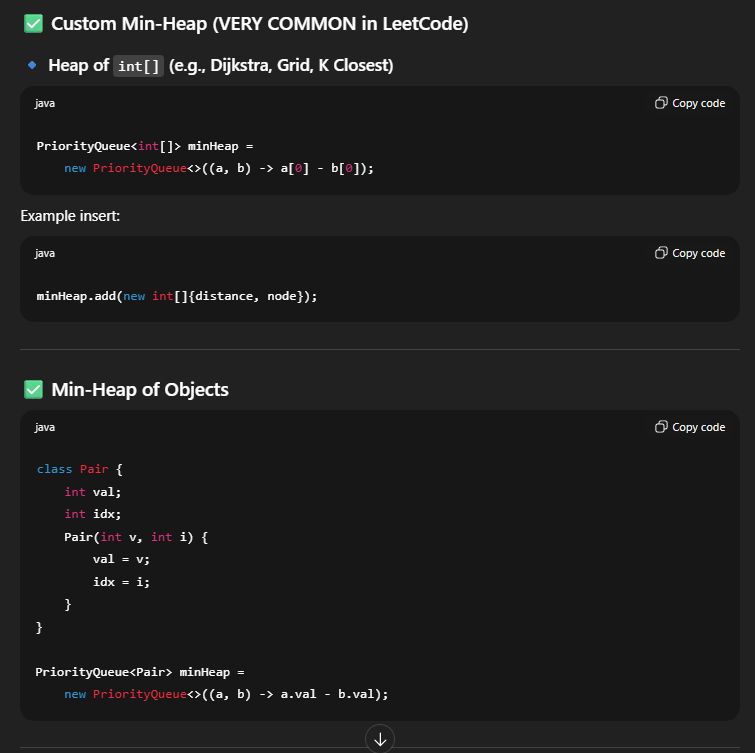 ✅ Custom Min-Heap (VERY COMMON in LeetCode)
🔹 Heap of int[] (e.g., Dijkstra, Grid, K Closest)
java
Copy code
PriorityQueue<int[]> minHeap =
    new PriorityQueue<>((a, b) -> a[0] - b[0]);
Example insert:
java
Copy code
minHeap.add(new int[]{distance, node});
✅ Min-Heap of Objects
java
Copy code
class Pair {
    int val;
    int idx;
    Pair(int v, int i) {
        val = v;
        idx = i;
    }
}
PriorityQueue<Pair> minHeap =
    new PriorityQueue<>((a, b) -> a.val - b.val);